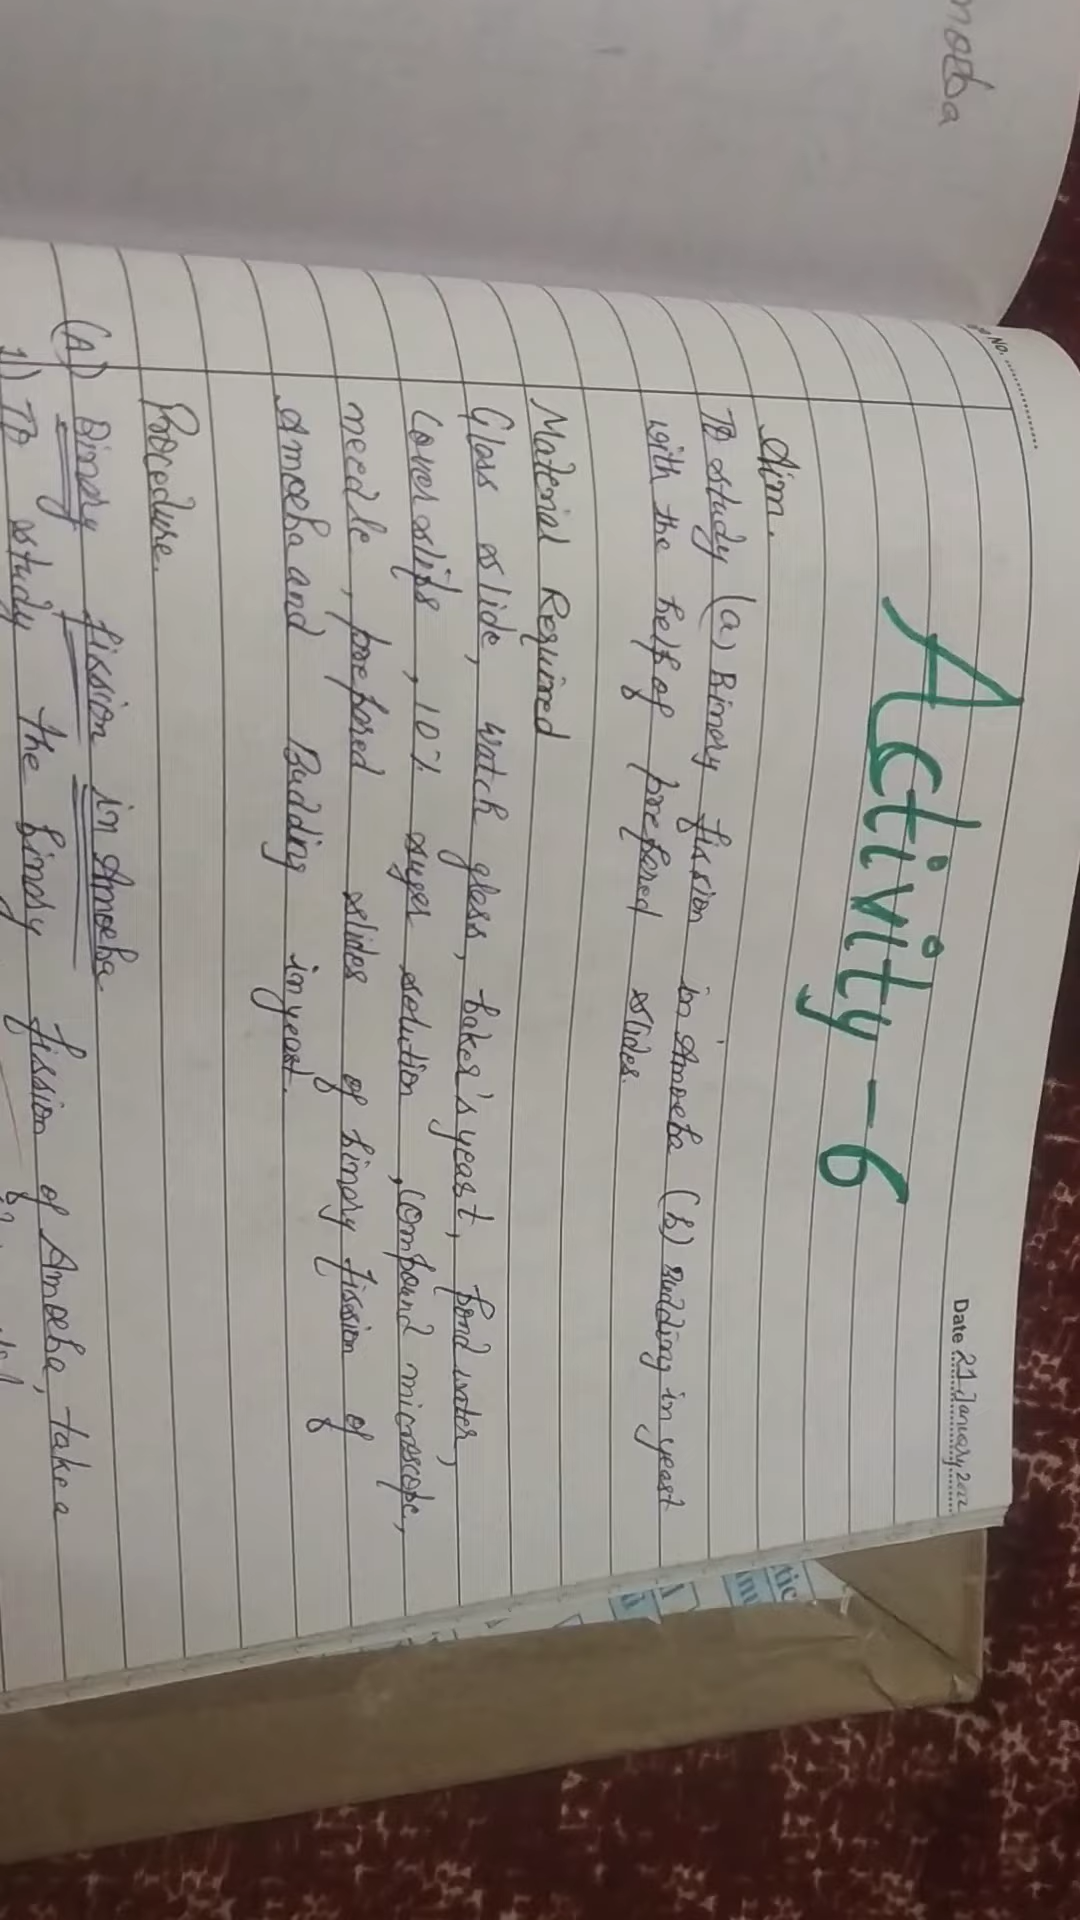 moeba
No.
Date 21 January 2022
Activity - 6
Aim.
To study (a) Binary fission in Amoeba (b) Budding in yeast
with the help of prepared slides.
Material Required
Glass slide, watch glass, baker's yeast, pond water,
Cover slips, 10% sugar solution, Compound microscope,
needle, prepared slides of binary fission of
Amoeba and Budding in yeast.
Procedure.
(A) Binary fission in Amoeba.
1) To study the binary fission of Amoeba, take a